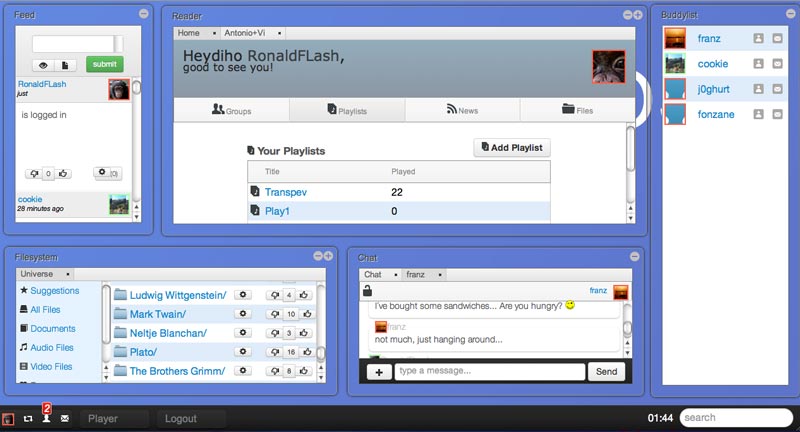 Feed
submit
RonaldFLash
just
is logged in
0
(0)
cookie
28 minutes ago
Reader
Home
Antonio+Vi
Heydiho RonaldFLash,
good to see you!
Groups
Playlists
News
Files
Your Playlists
Add Playlist
Title
Played
Transpev
22
Play1
0
Buddylist
franz
cookie
j0ghurt
fonzane
Filesystem
Universe
Suggestions
All Files
Documents
Audio Files
Video Files
Ludwig Wittgenstein/
4
Mark Twain/
10
Neltje Blanchan/
3
Plato/
16
The Brothers Grimm/
8
Chat
Chat
franz
franz
I've bought some sandwiches... Are you hungry?
franz
not much, just hanging around...
+
type a message...
Send
2
Player
Logout
01:44
search